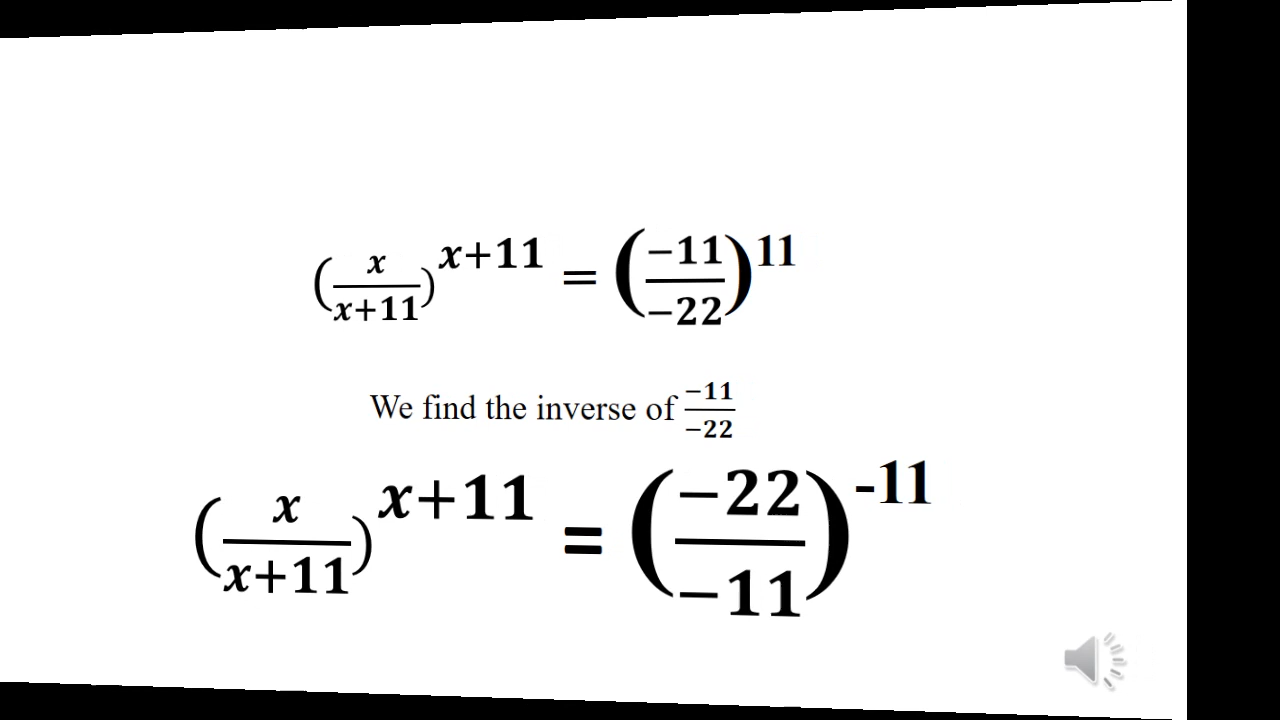 (x/x+11)^x+11 = (−11/−22)^11
We find the inverse of −11/−22
(x/x+11)^x+11 = (−22/−11)^-11